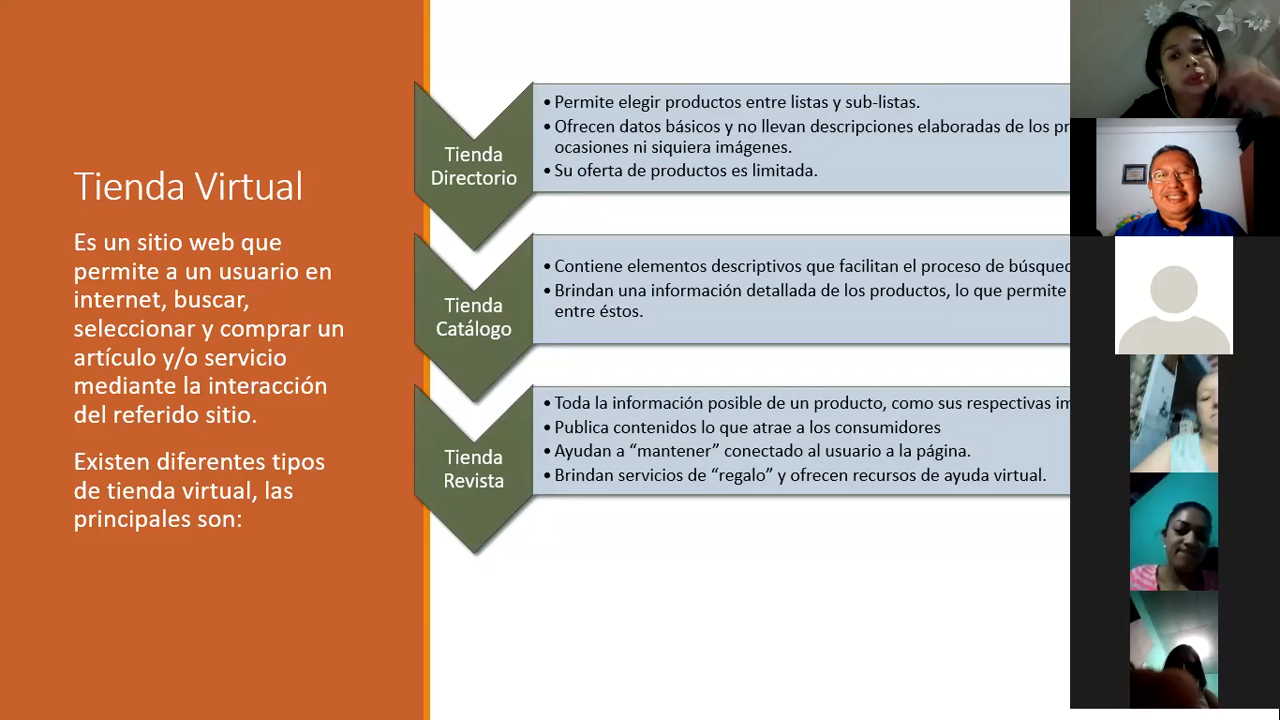 Tienda Virtual
Es un sitio web que
permite a un usuario en
internet, buscar,
seleccionar y comprar un
artículo y/o servicio
mediante la interacción
del referido sitio.
Existen diferentes tipos
de tienda virtual, las
principales son:
Tienda
Directorio
• Permite elegir productos entre listas y sub-listas.
• Ofrecen datos básicos y no llevan descripciones elaboradas de los
ocasiones ni siquiera imágenes.
• Su oferta de productos es limitada.
Tienda
Catálogo
• Contiene elementos descriptivos que facilitan el proceso de
• Brindan una información detallada de los productos, lo que permite
entre éstos.
Tienda
Revista
• Toda la información posible de un producto, como sus respectivas
• Publica contenidos lo que atrae a los consumidores
• Ayudan a “mantener” conectado al usuario a la página.
• Brindan servicios de “regalo” y ofrecen recursos de ayuda virtual.